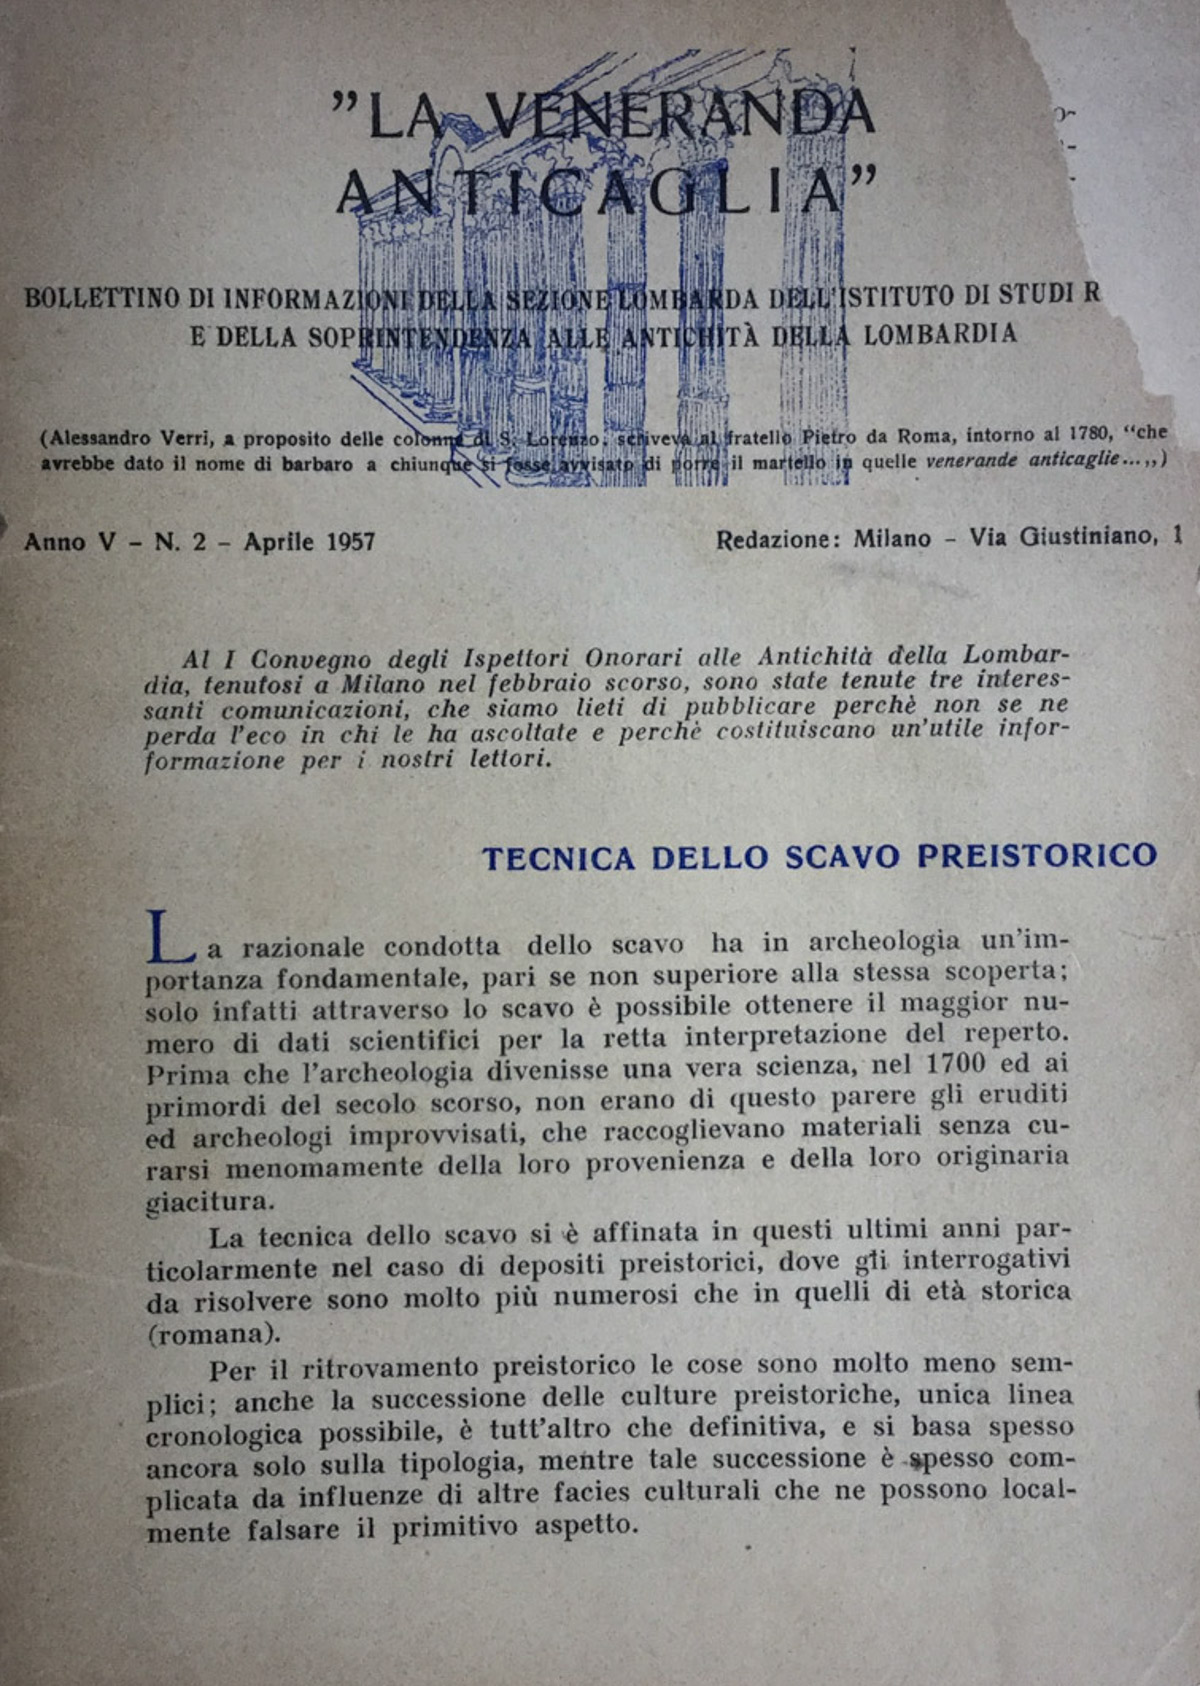 ”LA VENERANDA
ANTICAGLIA”
BOLLETTINO DI INFORMAZIONI DELLA SEZIONE LOMBARDA DELL'ISTITUTO DI STUDI R
E DELLA SOPRINTENDENZA ALLE ANTICHITÀ DELLA LOMBARDIA
(Alessandro Verri, a proposito delle colonne di S. Lorenzo, scriveva al fratello Pietro da Roma, intorno al 1780, “che
avrebbe dato il nome di barbaro a chiunque si fosse avvisato di porre il martello in quelle venerande anticaglie...„)
Anno V - N. 2 - Aprile 1957
Redazione: Milano - Via Giustiniano, 1
Al I Convegno degli Ispettori Onorari alle Antichità della Lombar-
dia, tenutosi a Milano nel febbraio scorso, sono state tenute tre interes-
santi comunicazioni, che siamo lieti di pubblicare perchè non se ne
perda l'eco in chi le ha ascoltate e perchè costituiscano un'utile infor-
formazione per i nostri lettori.
TECNICA DELLO SCAVO PREISTORICO
La razionale condotta dello scavo ha in archeologia un'im-
portanza fondamentale, pari se non superiore alla stessa scoperta;
solo infatti attraverso lo scavo è possibile ottenere il maggior nu-
mero di dati scientifici per la retta interpretazione del reperto.
Prima che l'archeologia divenisse una vera scienza, nel 1700 ed ai
primordi del secolo scorso, non erano di questo parere gli eruditi
ed archeologi improvvisati, che raccoglievano materiali senza cu-
rarsi menomamente della loro provenienza e della loro originaria
giacitura.
La tecnica dello scavo si è affinata in questi ultimi anni par-
ticolarmente nel caso di depositi preistorici, dove gli interrogativi
da risolvere sono molto più numerosi che in quelli di età storica
(romana).
Per il ritrovamento preistorico le cose sono molto meno sem-
plici; anche la successione delle culture preistoriche, unica linea
cronologica possibile, è tutt'altro che definitiva, e si basa spesso
ancora solo sulla tipologia, mentre tale successione è spesso com-
plicata da influenze di altre facies culturali che ne possono local-
mente falsare il primitivo aspetto.